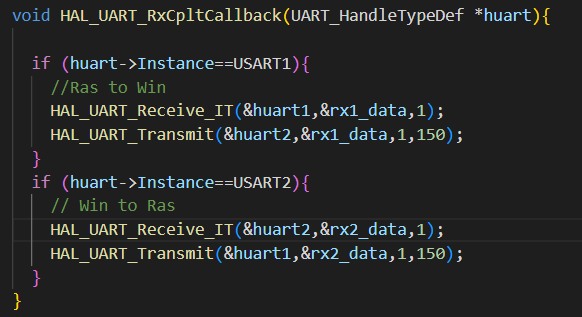 void HAL_UART_RxCpltCallback(UART_HandleTypeDef *huart){
if (huart->Instance==USART1){
//Ras to Win
HAL_UART_Receive_IT(&huart1,&rx1_data,1);
HAL_UART_Transmit(&huart2,&rx1_data,1,150);
}
if (huart->Instance==USART2){
// Win to Ras
HAL_UART_Receive_IT(&huart2,&rx2_data,1);
HAL_UART_Transmit(&huart1,&rx2_data,1,150);
}
}